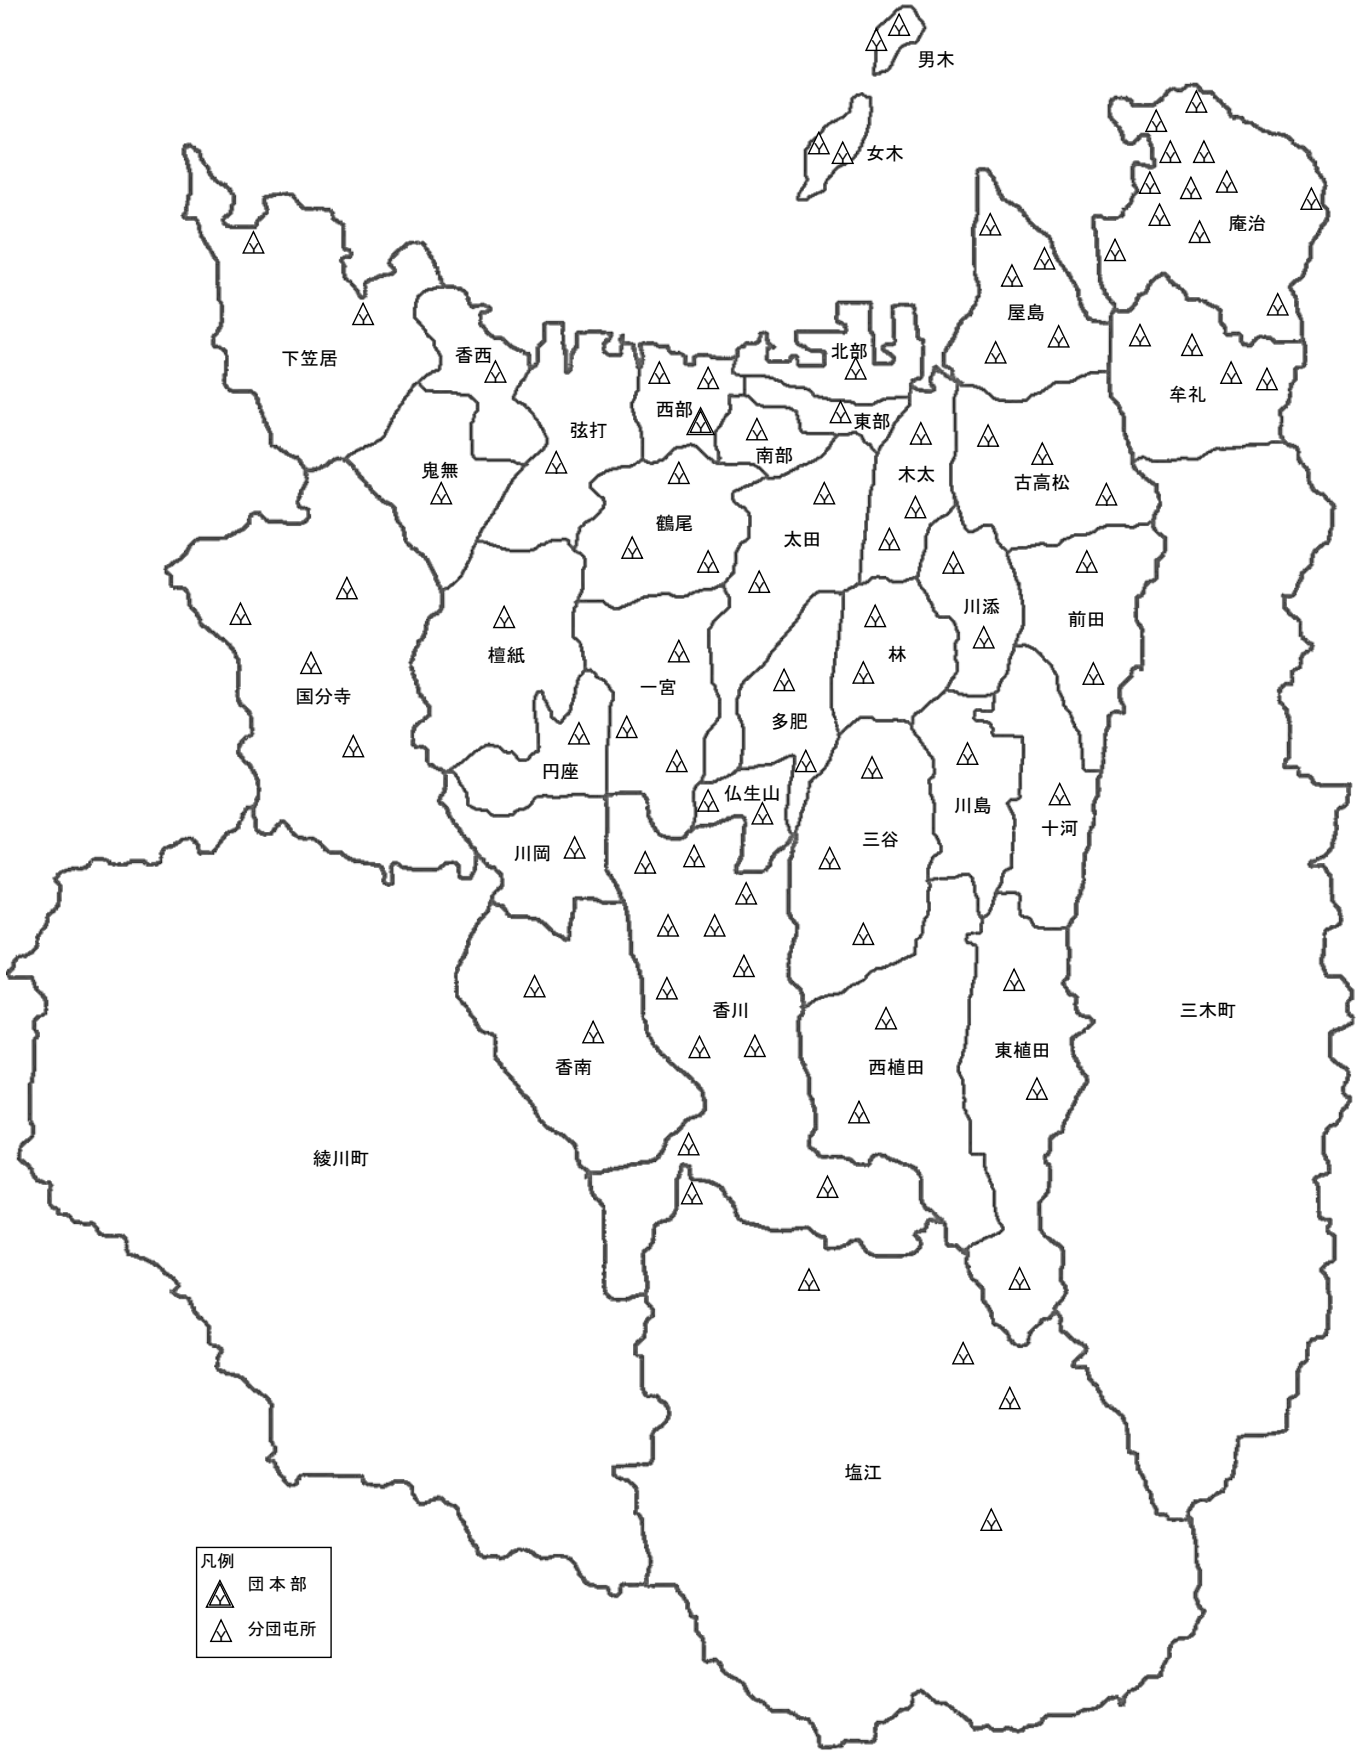 男木
女木
庵治
屋島
北部
下笠居
香西
牟礼
西部
東部
弦打
南部
鬼無
木太
古高松
鶴尾
太田
川添
前田
檀紙
林
一宮
国分寺
多肥
円座
仏生山
川島
十河
三谷
川岡
香川
三木町
東植田
香南
西植田
綾川町
塩江
凡例
団本部
分団屯所